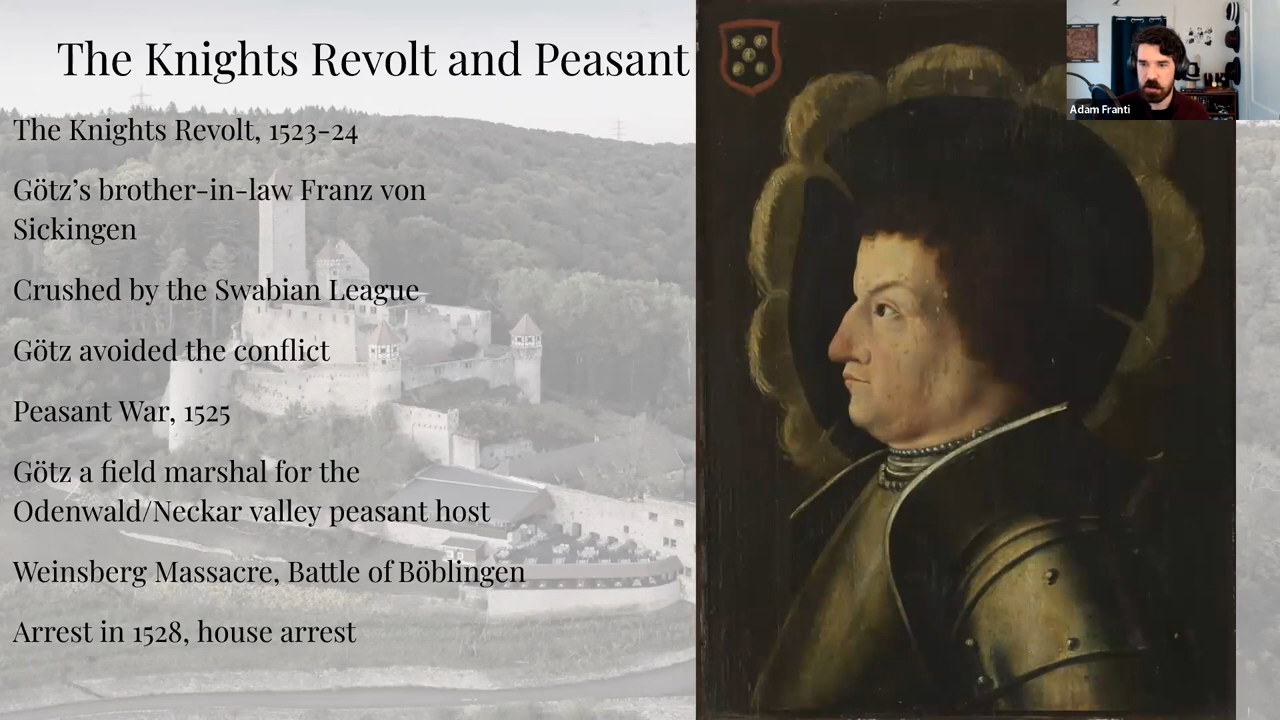 The Knights Revolt and Peasant
The Knights Revolt, 1523-24
Götz’s brother-in-law Franz von
Sickingen
Crushed by the Swabian League
Götz avoided the conflict
Peasant War, 1525
Götz a field marshal for the
Odenwald/Neckar valley peasant host
Weinsberg Massacre, Battle of Böblingen
Arrest in 1528, house arrest
Adam Franti